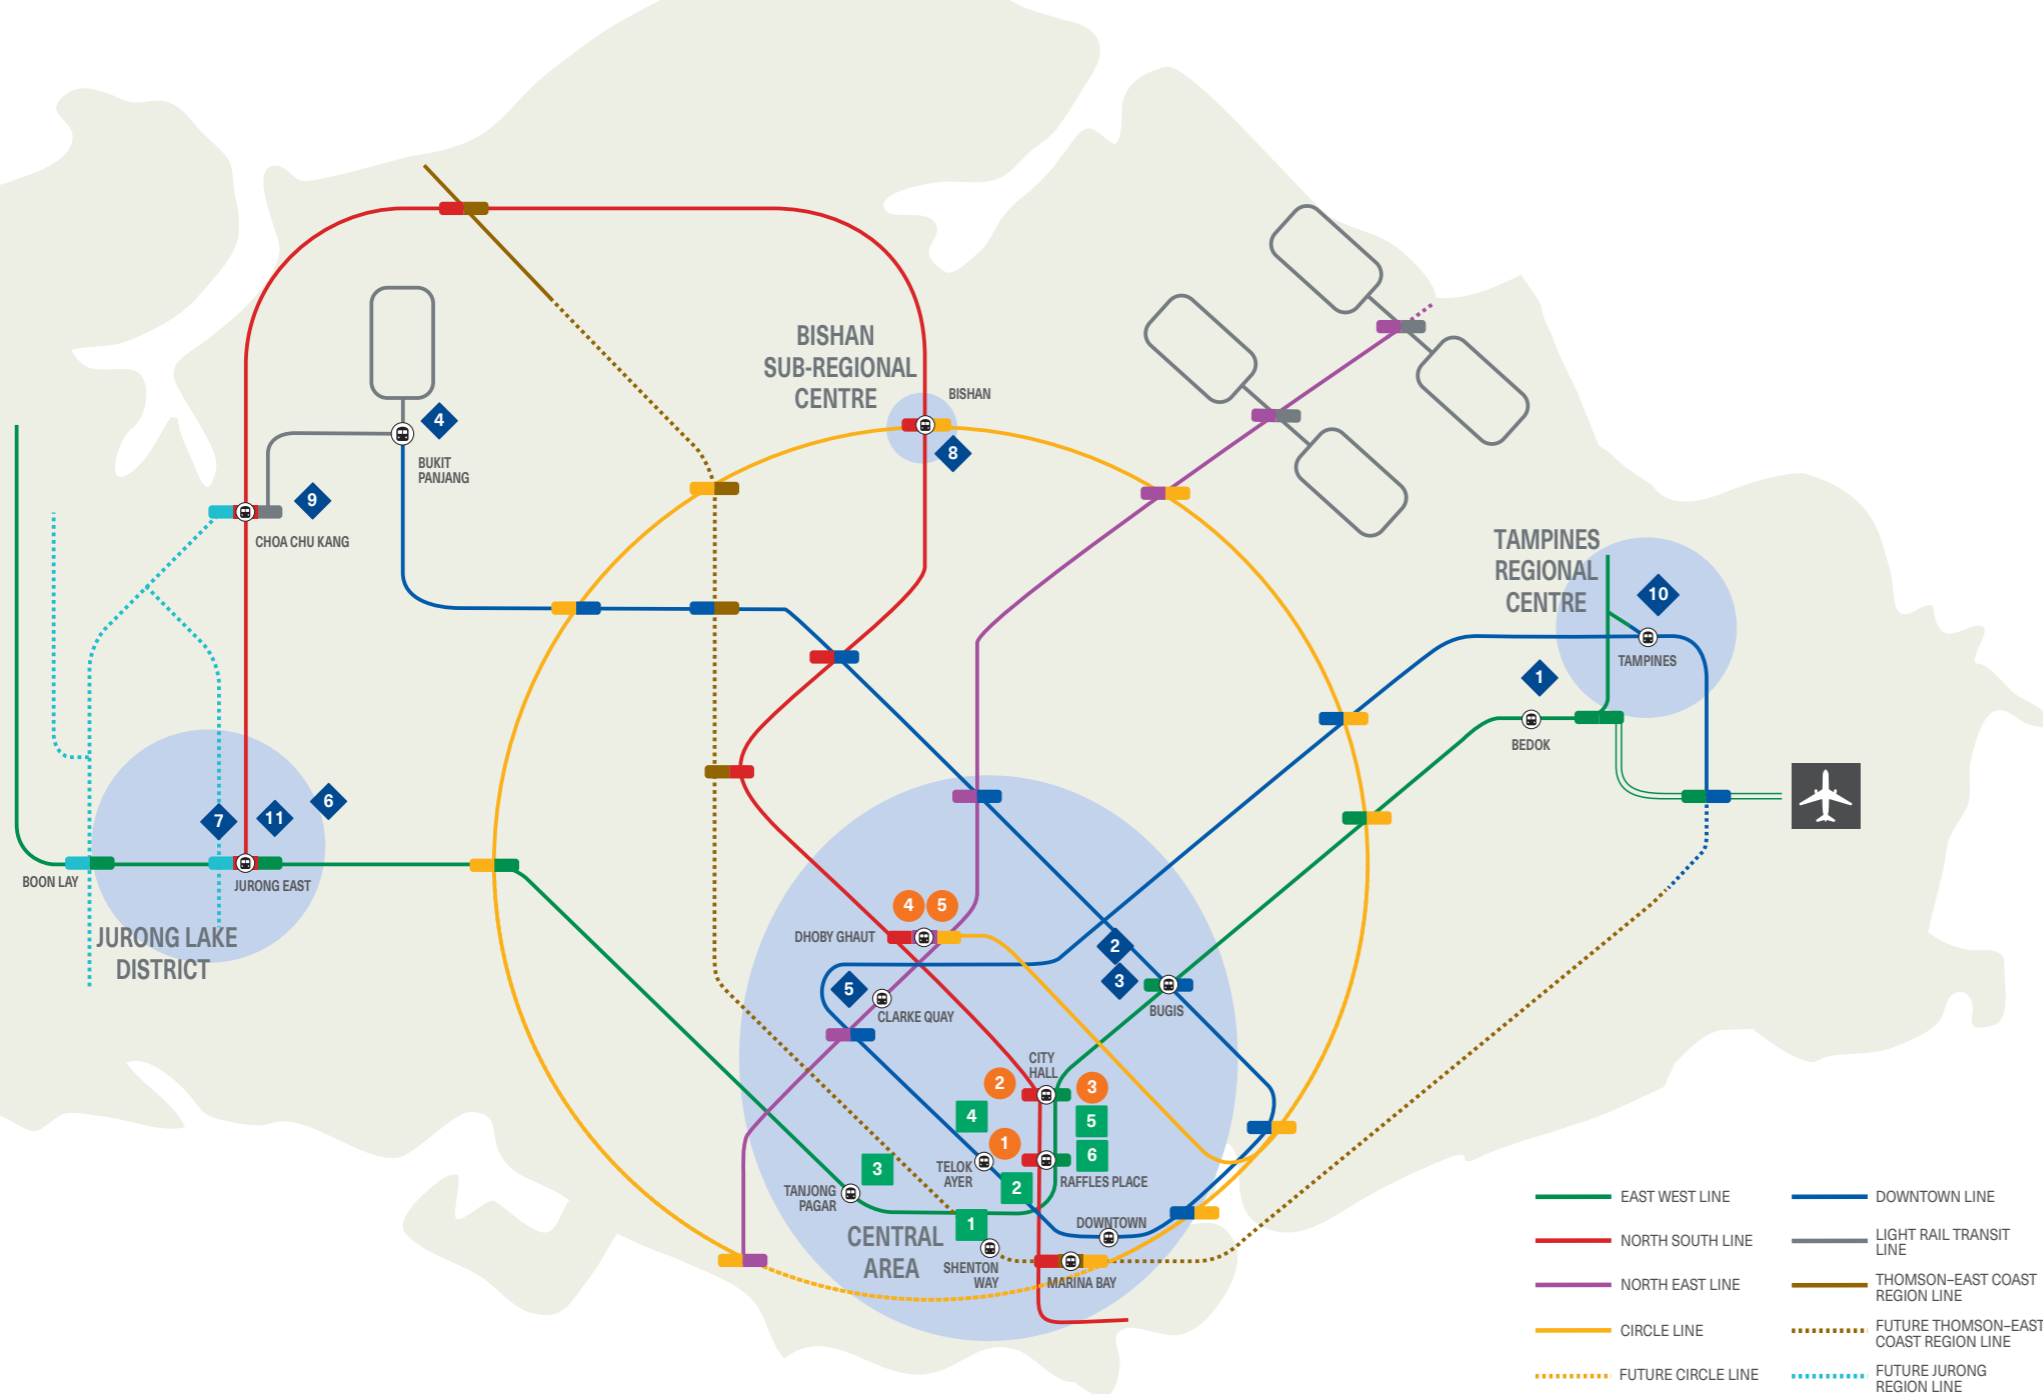 BISHAN
SUB-REGIONAL
CENTRE
BISHAN
4
BUKIT
PANJANG
8
9
CHOA CHU KANG
TAMPINES
REGIONAL
CENTRE
10
TAMPINES
1
BEDOK
6
7
11
BOON LAY
JURONG EAST
JURONG LAKE
DISTRICT
4
5
DHOBY GHAUT
2
3
BUGIS
5
CLARKE QUAY
CITY
HALL
2
3
4
5
1
6
TELOK
AYER
RAFFLES PLACE
3
2
TANJONG
PAGAR
1
DOWNTOWN
CENTRAL
AREA
SHENTON
WAY
MARINA BAY
EAST WEST LINE
NORTH SOUTH LINE
NORTH EAST LINE
CIRCLE LINE
FUTURE CIRCLE LINE
DOWNTOWN LINE
LIGHT RAIL TRANSIT
LINE
THOMSON–EAST COAST
REGION LINE
FUTURE THOMSON–EAST
COAST REGION LINE
FUTURE JURONG
REGION LINE